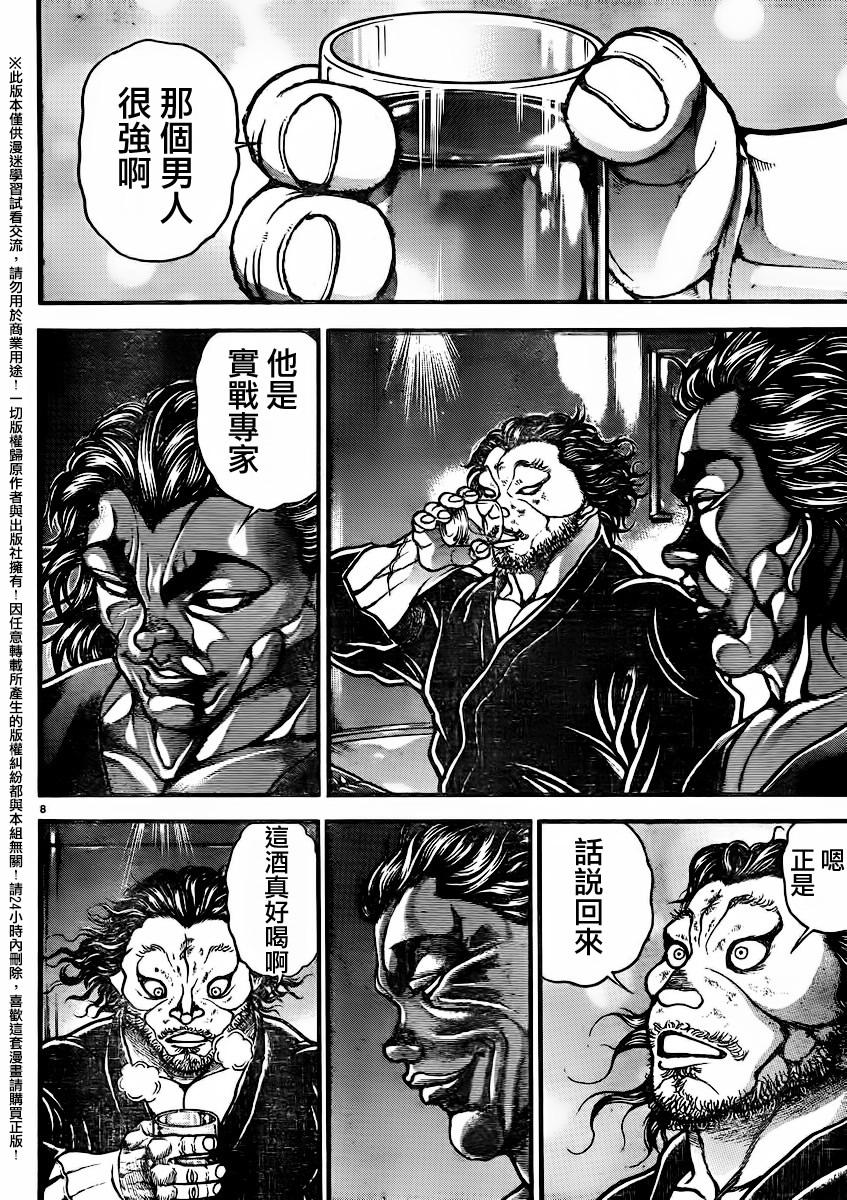 那個男人
很強啊
他是
實戰專家
嗯
正是
話説回來
這酒真好喝啊
8
※此版本僅供漫迷學習試看交流，請勿用於商業用途！一切版權歸原作者與出版社擁有！因任意轉載所產生的版權糾紛都與本組無關！請24小時內刪除，喜歡這套漫畫請購買正版！